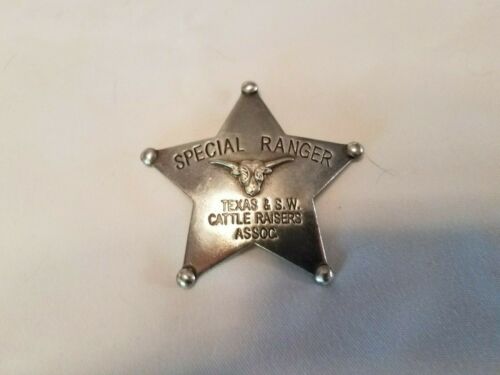 SPECIAL RANGER
TEXAS & S.W.
CATTLE RAISERS
ASSOC.